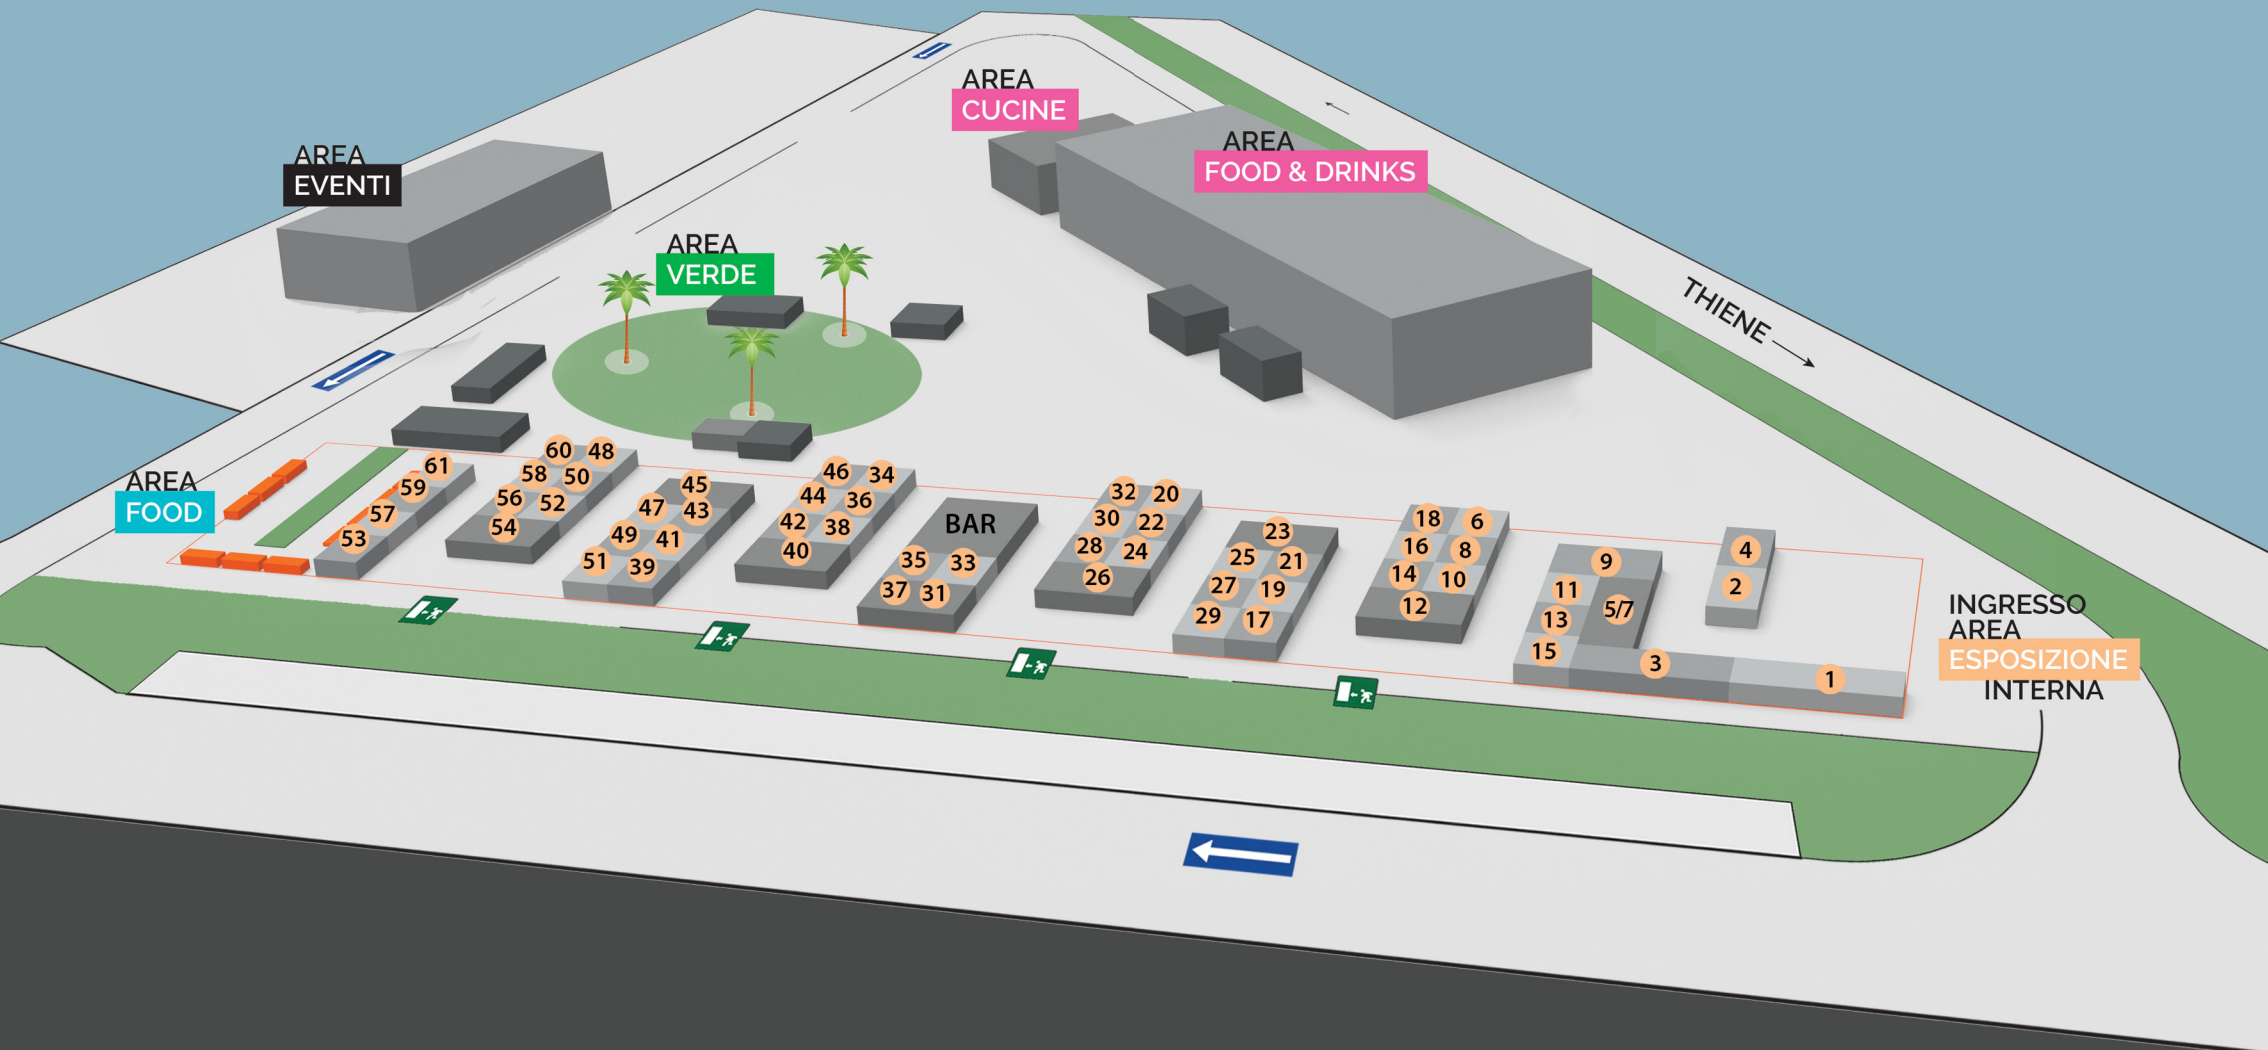 AREA
CUCINE
AREA
FOOD & DRINKS
AREA
EVENTI
AREA
VERDE
THIENE
AREA
FOOD
61
59
57
53
60 48
58 50
56 52
54
45
47 43
49 41
51 39
46 34
44 36
42 38
40
BAR
35 33
37 31
32 20
30 22
28 24
26
23
25 21
27 19
29 17
18 6
16 8
14 10
12
9
11
5/7
13
15
3
1
4
2
INGRESSO
AREA
ESPOSIZIONE
INTERNA